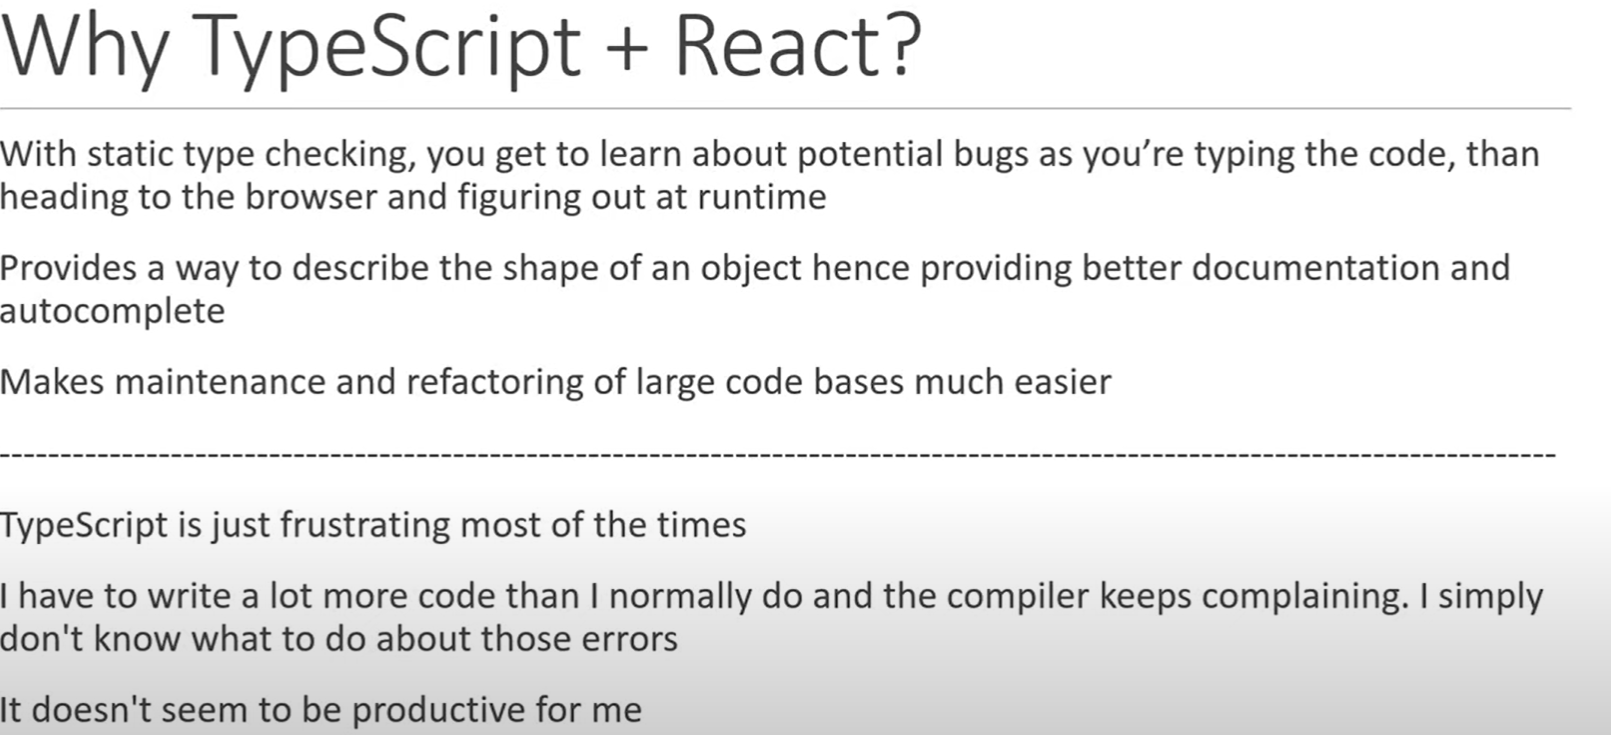 Why TypeScript + React?
With static type checking, you get to learn about potential bugs as you’re typing the code, than
heading to the browser and figuring out at runtime
Provides a way to describe the shape of an object hence providing better documentation and
autocomplete
Makes maintenance and refactoring of large code bases much easier
--------------------------------------------------------------------------------------------------------------------------------
TypeScript is just frustrating most of the times
I have to write a lot more code than I normally do and the compiler keeps complaining. I simply
don't know what to do about those errors
It doesn't seem to be productive for me